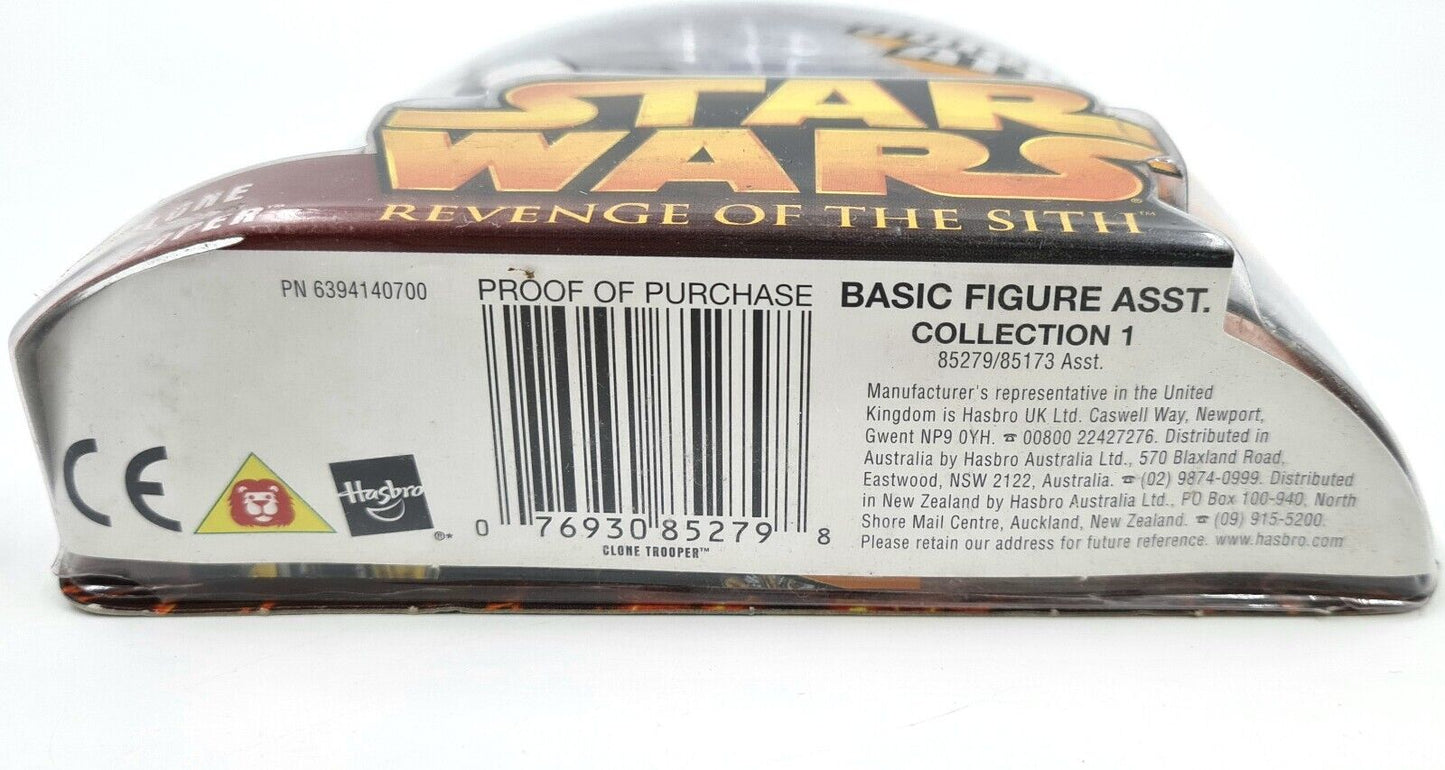 STAR
WARS®
REVENGE OF THE SITH™
PN 6394140700
PROOF OF PURCHASE
0 76930 85279 8
CLONE TROOPER™
BASIC FIGURE ASST.
COLLECTION 1
85279/85173 Asst.
Manufacturer's representative in the United
Kingdom is Hasbro UK Ltd. Caswell Way, Newport,
Gwent NP9 0YH. ☎ 00800 22427276. Distributed in
Australia by Hasbro Australia Ltd., 570 Blaxland Road,
Eastwood, NSW 2122, Australia. ☎ (02) 9874-0999. Distributed
in New Zealand by Hasbro Australia Ltd., PO Box 100-940, North
Shore Mail Centre, Auckland, New Zealand. ☎ (09) 915-5200.
Please retain our address for future reference. www.hasbro.com
CE
Hasbro
®*